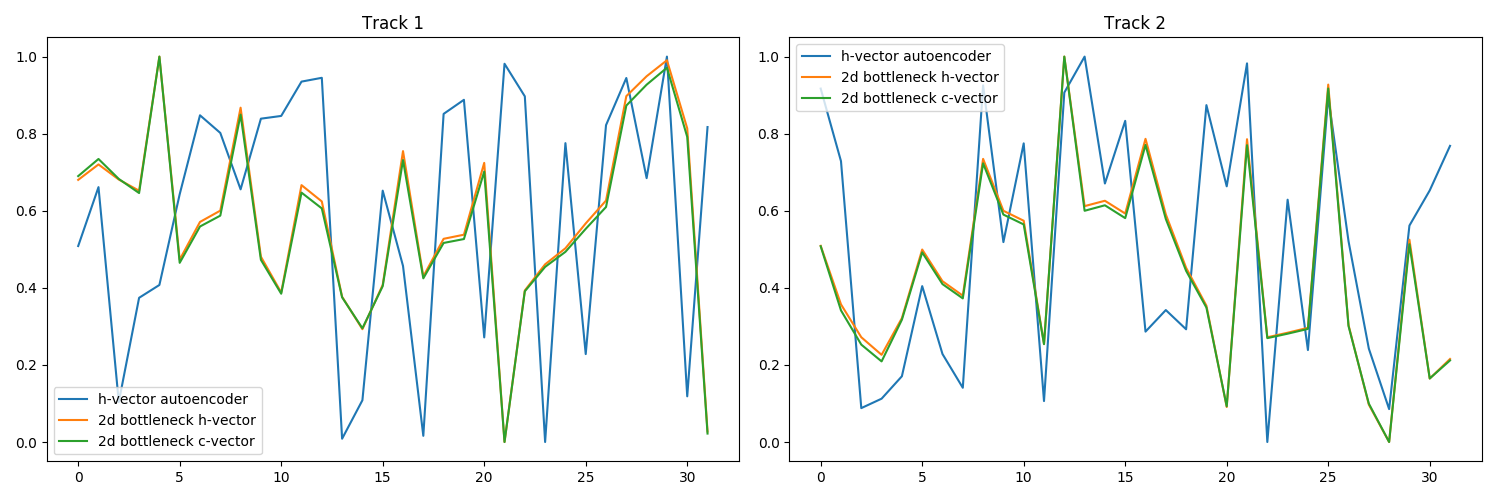 Track 1
1.0
0.8
0.6
0.4
0.2
0.0
h-vector autoencoder
2d bottleneck h-vector
2d bottleneck c-vector
0 5 10 15 20 25 30
Track 2
1.0
0.8
0.6
0.4
0.2
0.0
h-vector autoencoder
2d bottleneck h-vector
2d bottleneck c-vector
0 5 10 15 20 25 30